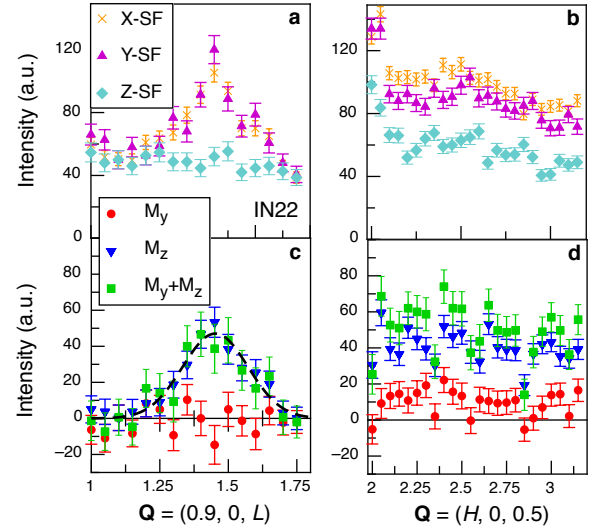 a
X-SF
Y-SF
Z-SF
Intensity (a.u.)
120
80
40
0
IN22
b
120
80
40
0
M_y
M_z
M_y+M_z
c
Intensity (a.u.)
60
40
20
0
−20
1
1.25
1.5
1.75
Q = (0.9, 0, L)
d
80
60
40
20
0
−20
2
2.25
2.5
2.75
3
Q = (H, 0, 0.5)